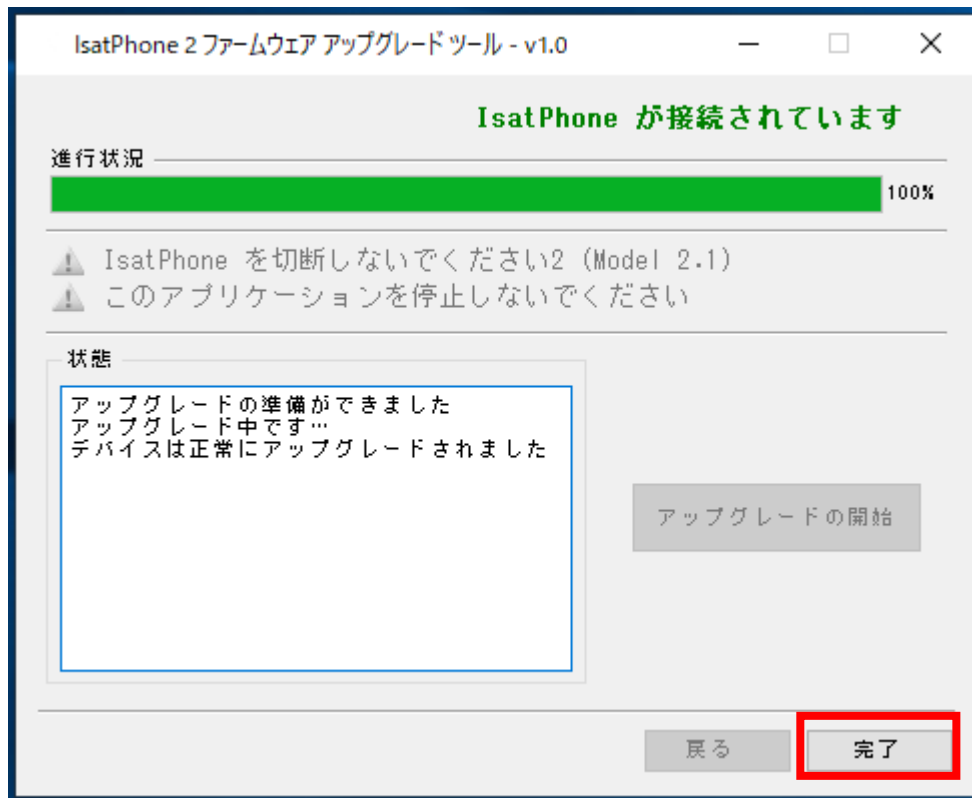 IsatPhone 2 ファームウェア アップグレード ツール - v1.0
IsatPhone が接続されています
進行状況
100%
IsatPhone を切断しないでください2 (Model 2.1)
このアプリケーションを停止しないでください
状態
アップグレードの準備ができました
アップグレード中です…
デバイスは正常にアップグレードされました
アップグレードの開始
戻る
完了